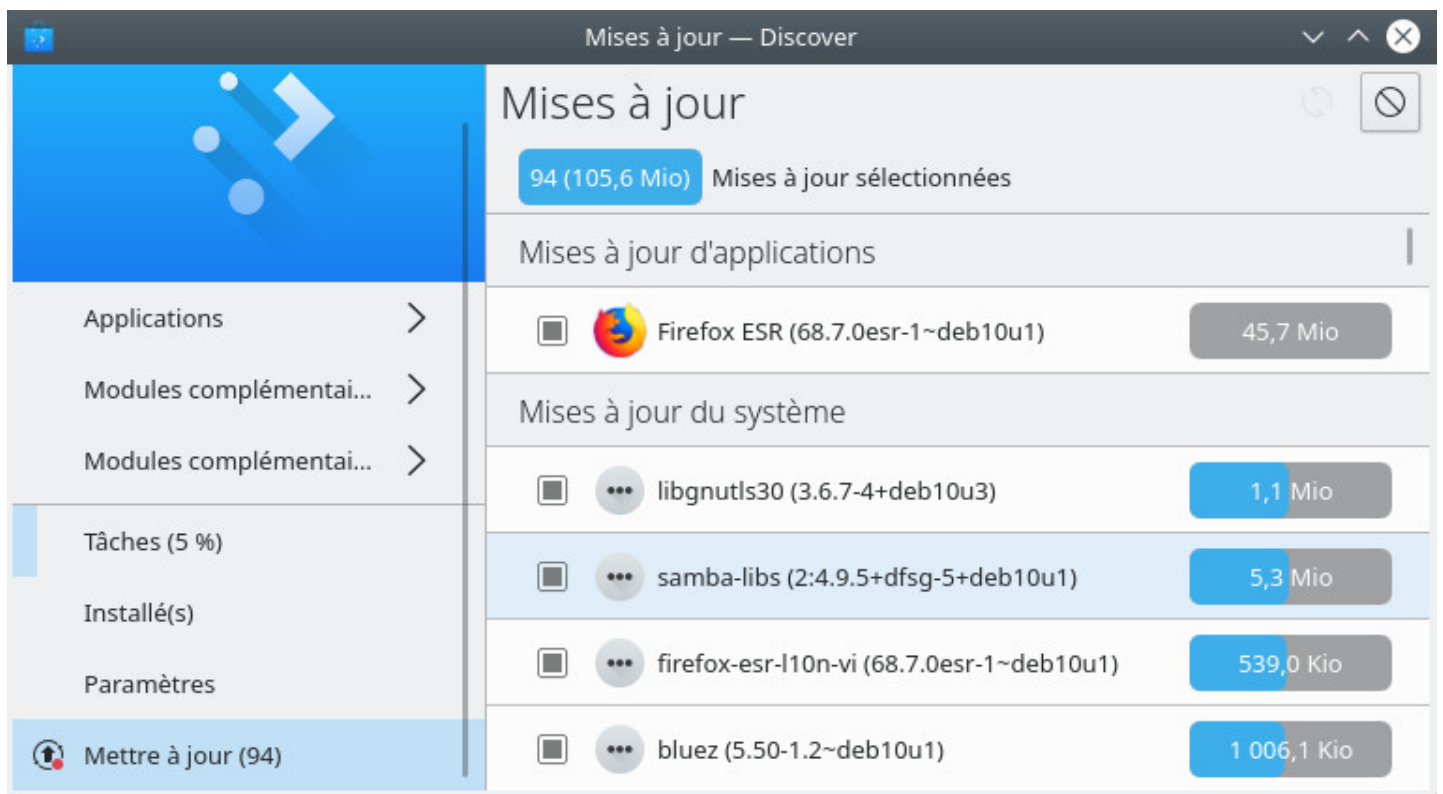 Mises à jour — Discover
Applications
Modules complémentai...
Modules complémentai...
Tâches (5 %)
Installé(s)
Paramètres
Mettre à jour (94)
Mises à jour
94 (105,6 Mio) Mises à jour sélectionnées
Mises à jour d'applications
Firefox ESR (68.7.0esr-1~deb10u1) 45,7 Mio
Mises à jour du système
libgnutls30 (3.6.7-4+deb10u3) 1,1 Mio
samba-libs (2:4.9.5+dfsg-5+deb10u1) 5,3 Mio
firefox-esr-l10n-vi (68.7.0esr-1~deb10u1) 539,0 Kio
bluez (5.50-1.2~deb10u1) 1 006,1 Kio